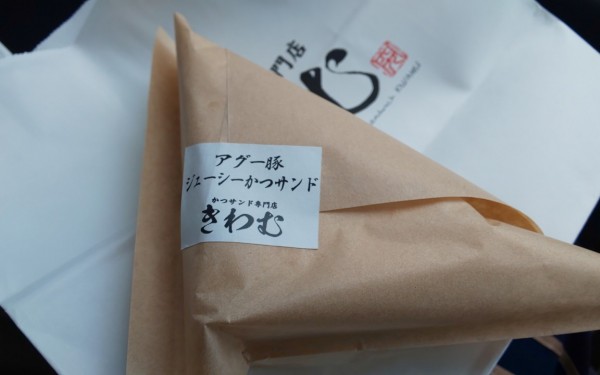 アグー豚
ジューシーかつサンド
かつサンド専門店
きわむ
門店
む